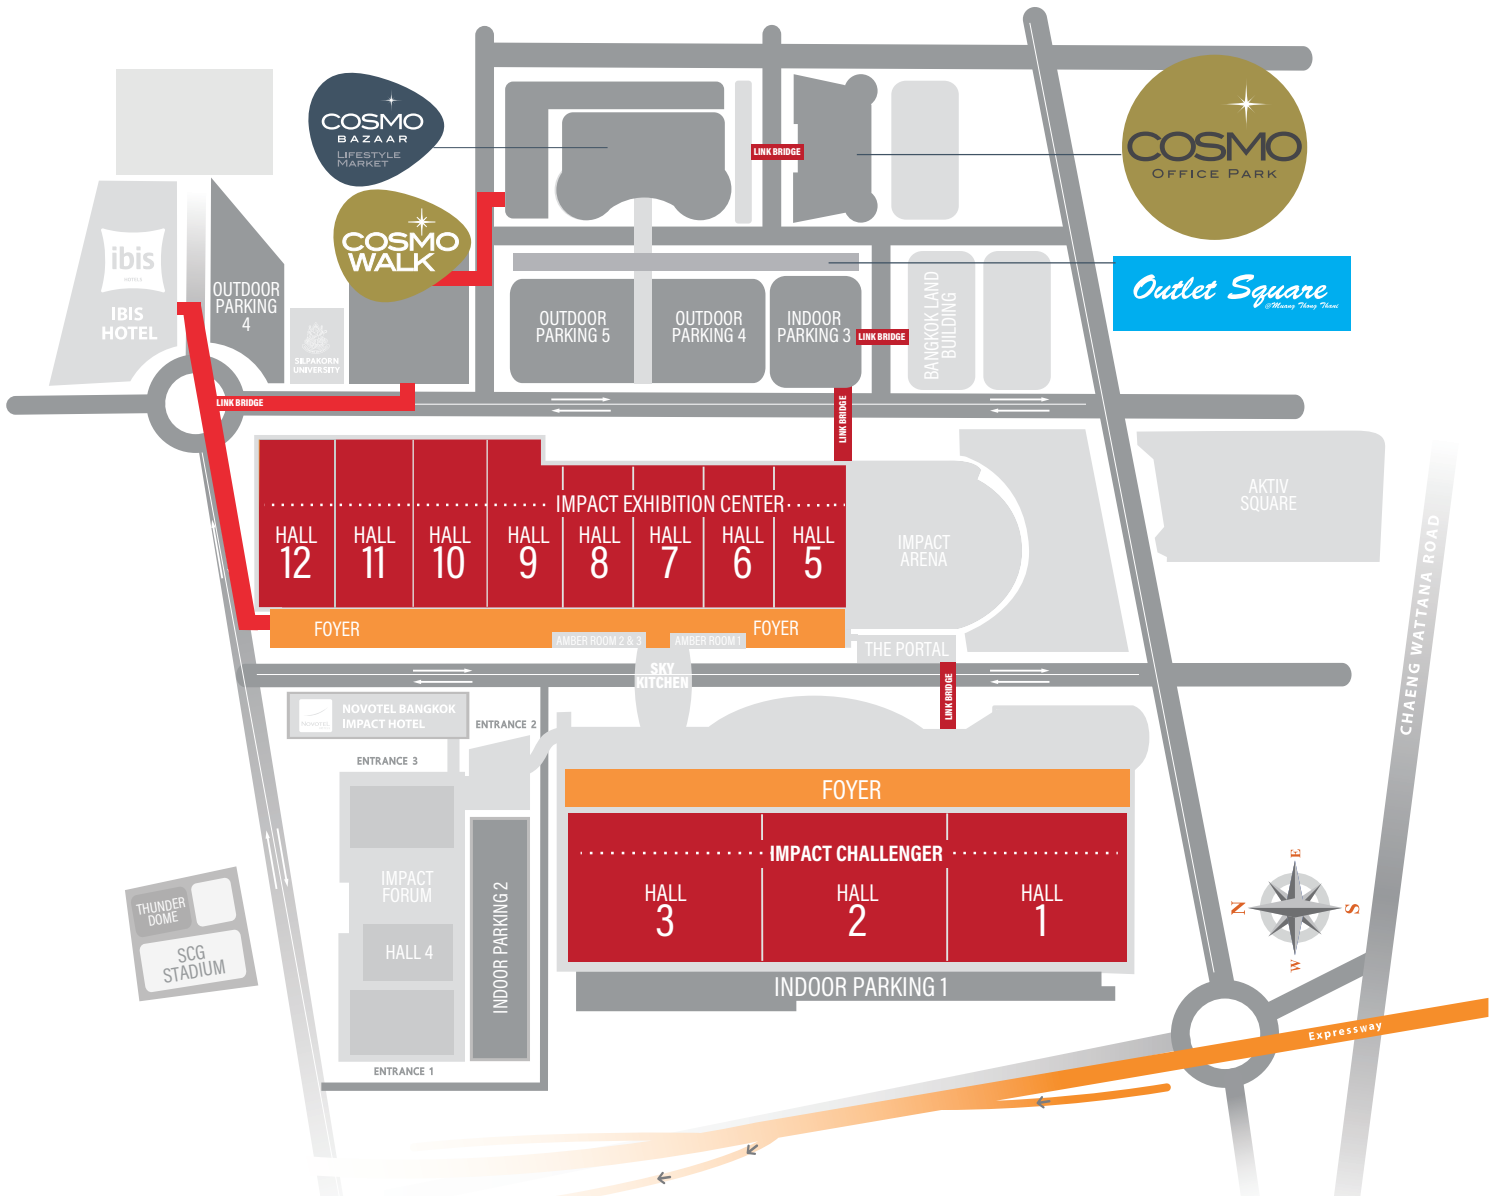 COSMO
BAZAAR
LIFESTYLE
MARKET
COSMO
OFFICE PARK
LINK BRIDGE
COSMO
WALK
ibis
HOTELS
IBIS
HOTEL
OUTDOOR
PARKING
4
SILPAKORN
UNIVERSITY
Outlet Square
@Muang Thong Thani
OUTDOOR
PARKING 5
OUTDOOR
PARKING 4
INDOOR
PARKING 3
LINK BRIDGE
BANGKOK LAND
BUILDING
LINK BRIDGE
LINK BRIDGE
IMPACT EXHIBITION CENTER
HALL
12
HALL
11
HALL
10
HALL
9
HALL
8
HALL
7
HALL
6
HALL
5
IMPACT
ARENA
AKTIV
SQUARE
CHAENG WATTANA ROAD
FOYER
AMBER ROOM 2 & 3
AMBER ROOM 1
FOYER
THE PORTAL
SKY
KITCHEN
LINK BRIDGE
NOVOTEL
NOVOTEL BANGKOK
IMPACT HOTEL
ENTRANCE 2
ENTRANCE 3
FOYER
IMPACT CHALLENGER
HALL
3
HALL
2
HALL
1
IMPACT
FORUM
HALL 4
INDOOR PARKING 2
INDOOR PARKING 1
THUNDER
DOME
SCG
STADIUM
E
N
S
W
Expressway
ENTRANCE 1